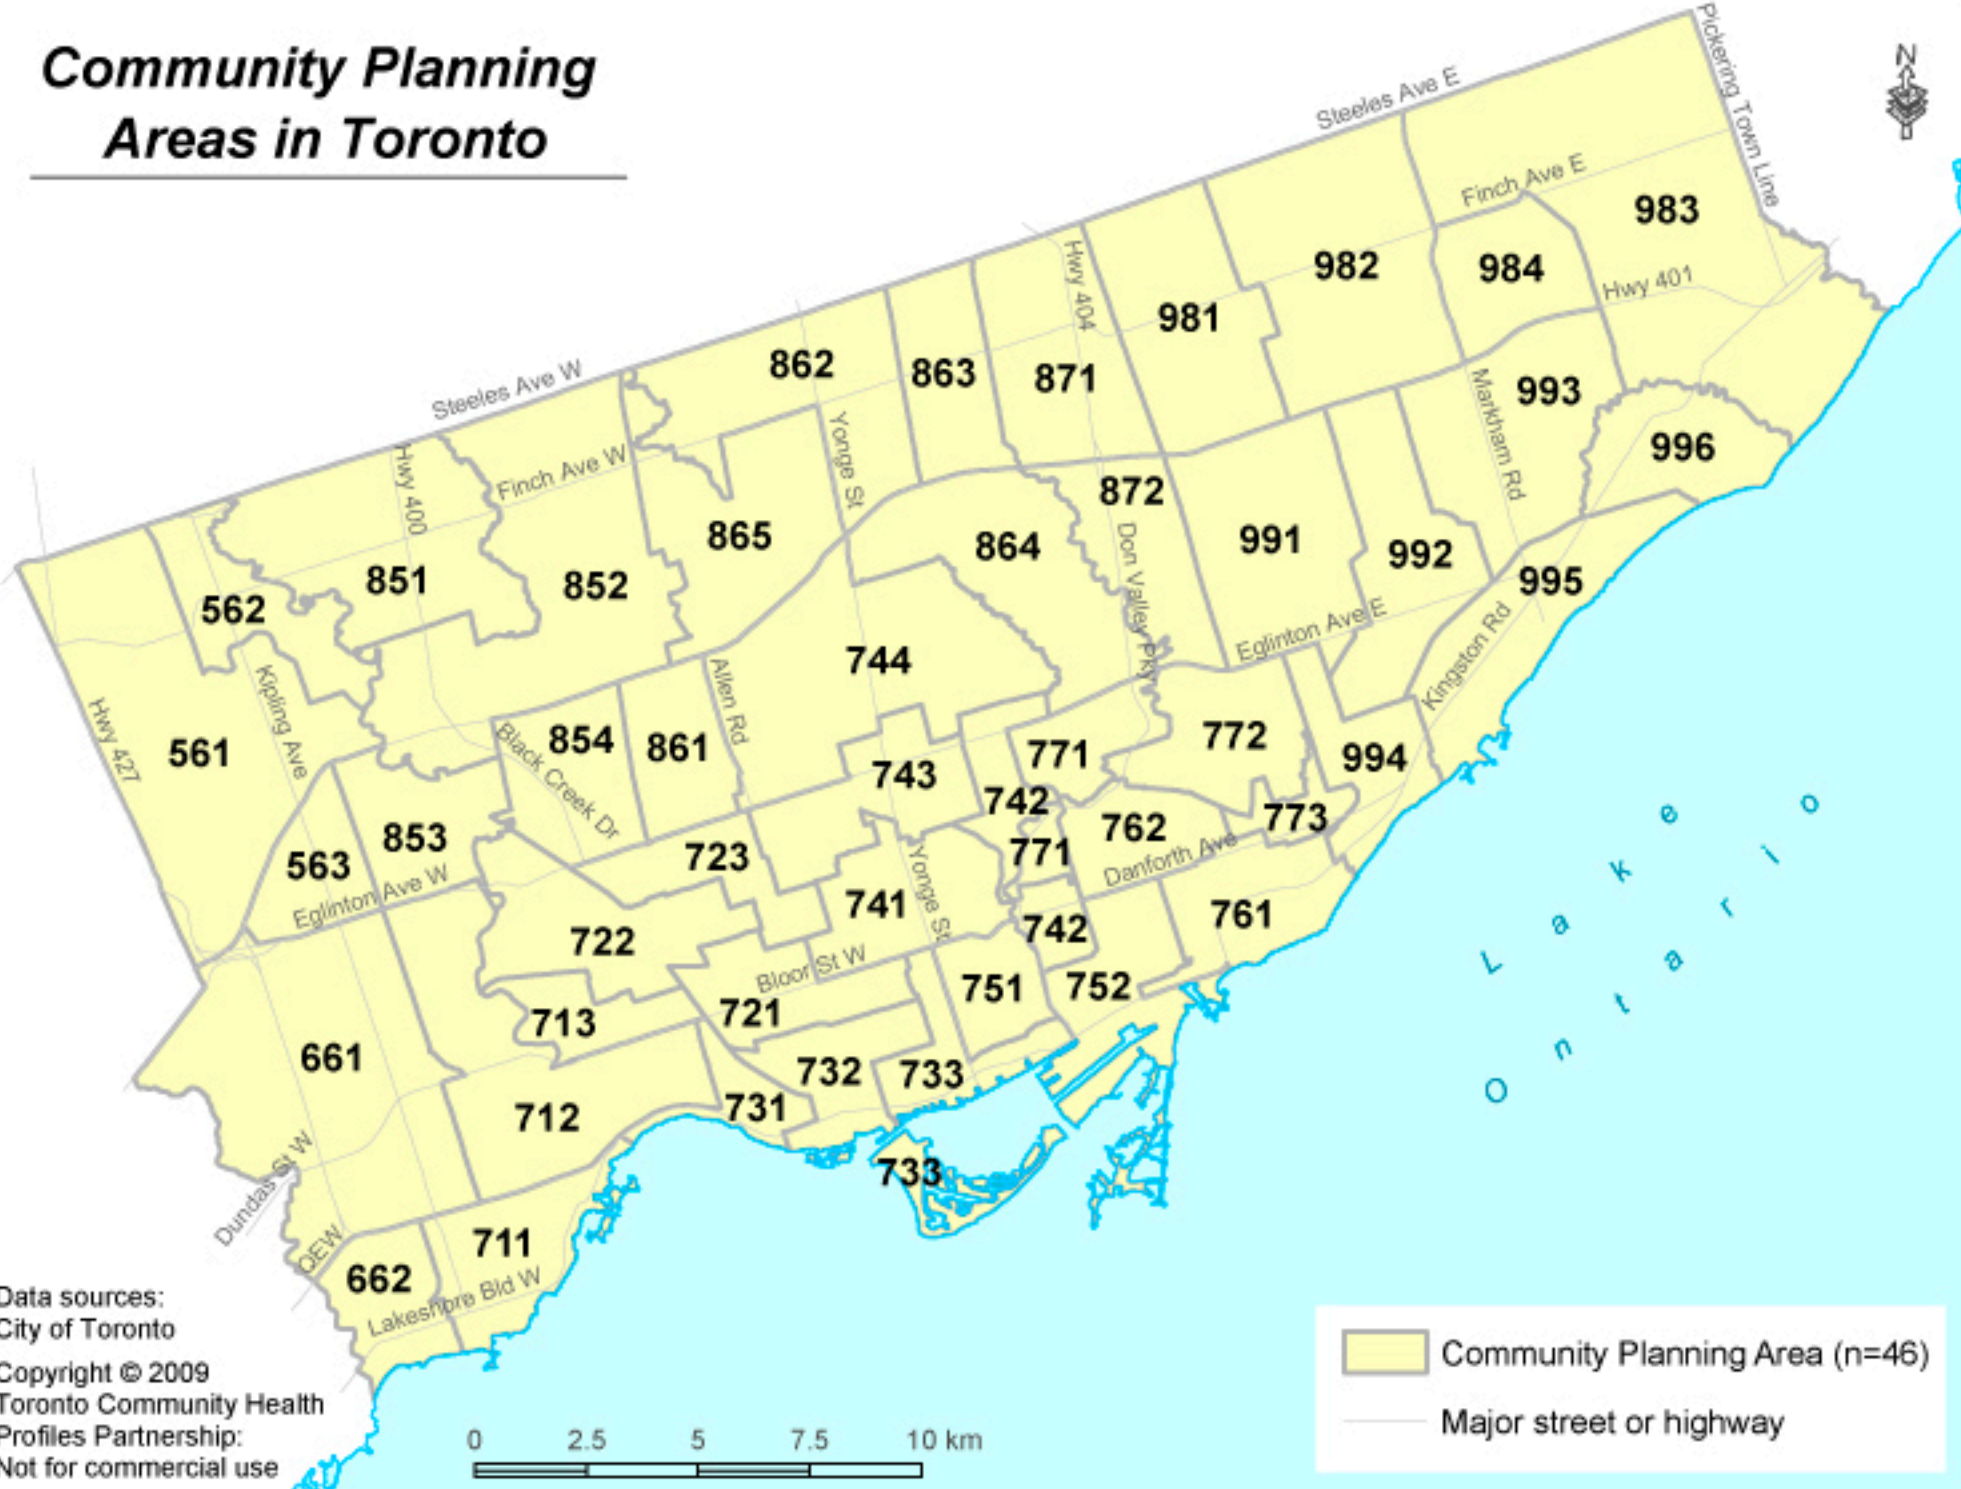 Community Planning
Areas in Toronto
N
Pickering Town Line
Steeles Ave E
Finch Ave E
983
982
984
Hwy 401
Hwy 404
981
862
863
871
Steeles Ave W
Markham Rd
993
996
Hwy 400
Finch Ave W
Yonge St
872
865
864
991
992
Don Valley Pky
995
851
852
562
Eglinton Ave E
Kingston Rd
744
Kipling Ave
Allen Rd
Hwy 427
561
Black Creek Dr
854
861
743
771
772
994
742
563
853
723
771
762
773
Danforth Ave
Eglinton Ave W
741
Yonge St
742
761
722
Bloor St W
751
752
713
721
661
732
733
712
731
733
Lake
Ontario
Dundas St W
QEW
711
662
Lakeshore Bld W
Data sources:
City of Toronto
Copyright © 2009
Toronto Community Health
Profiles Partnership:
Not for commercial use
0 2.5 5 7.5 10 km
Community Planning Area (n=46)
Major street or highway